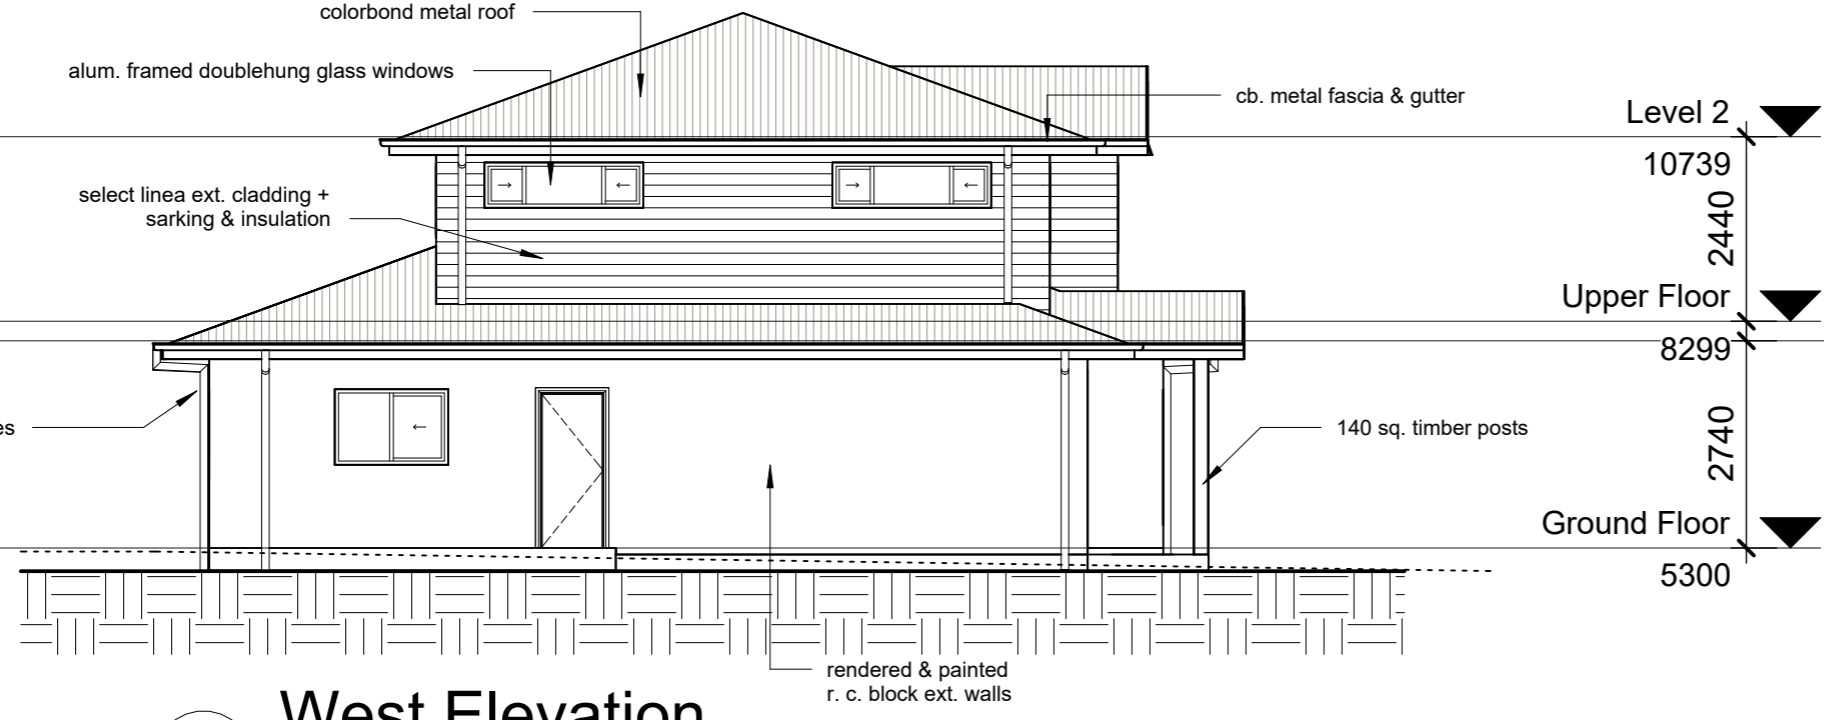 colorbond metal roof
alum. framed doublehung glass windows
cb. metal fascia & gutter
Level 2
10739
select linea ext. cladding +
sarking & insulation
2440
Upper Floor
8299
es
140 sq. timber posts
2740
Ground Floor
5300
rendered & painted
r. c. block ext. walls
West Elevation